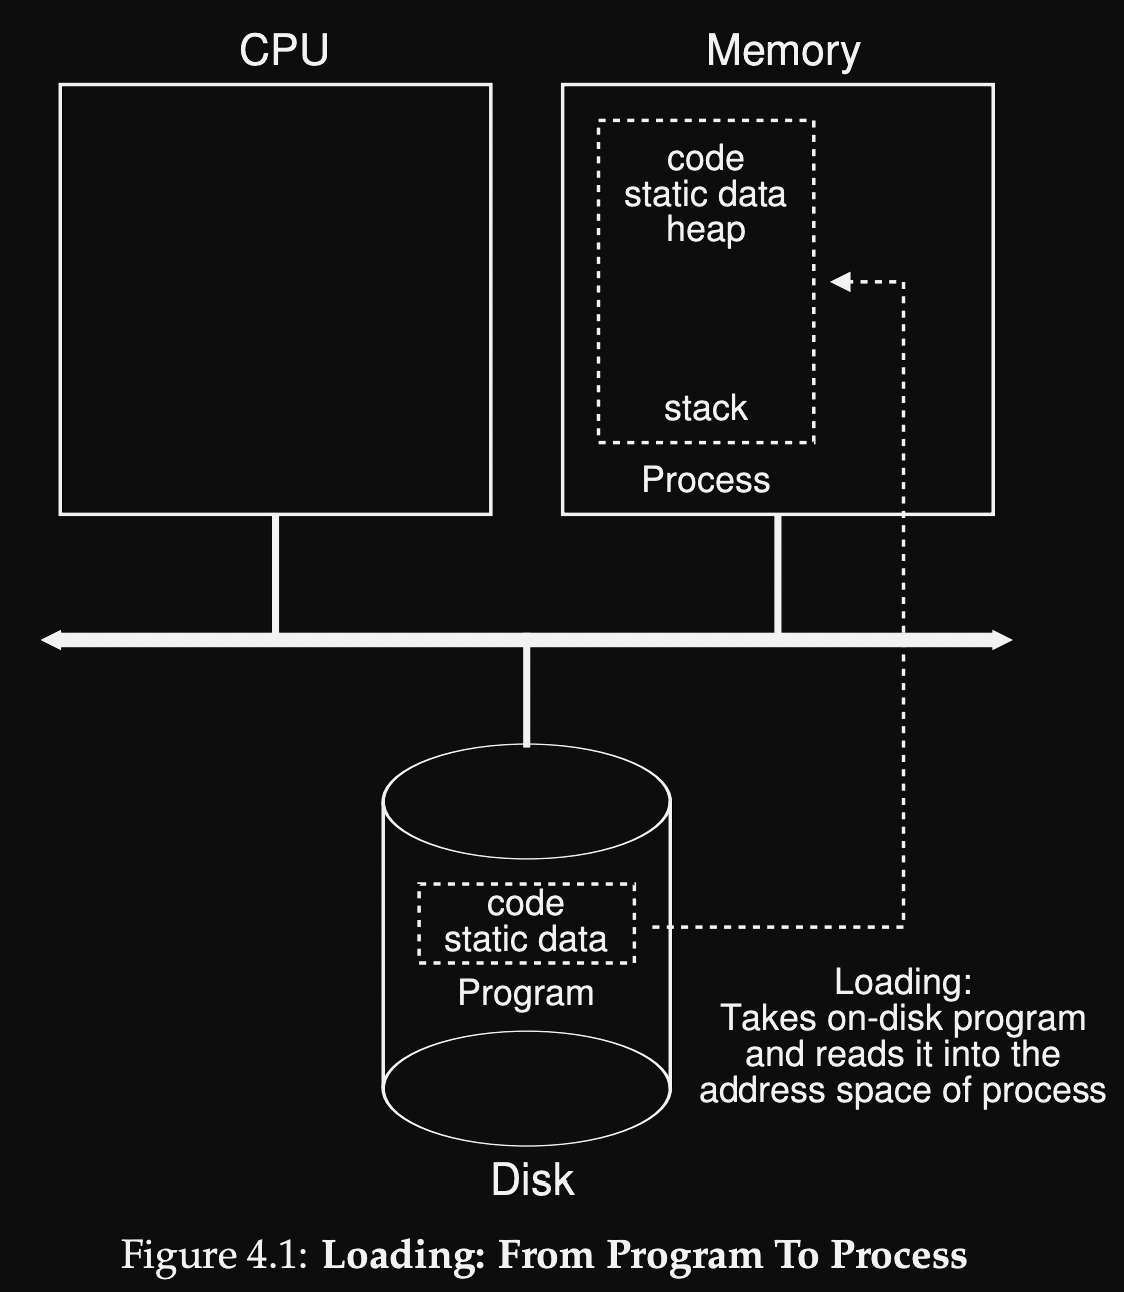 CPU
Memory
code
static data
heap
stack
Process
code
static data
Program
Loading:
Takes on-disk program
and reads it into the
address space of process
Disk
Figure 4.1: Loading: From Program To Process